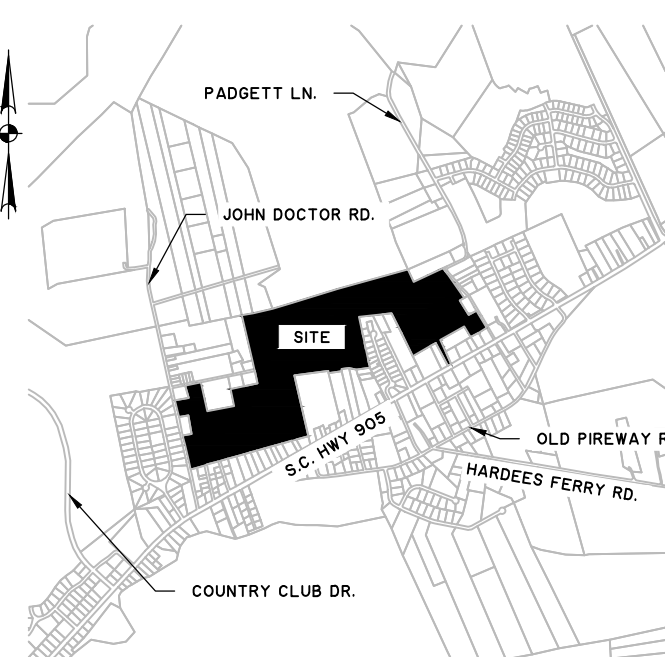 PADGETT LN.
JOHN DOCTOR RD.
SITE
S.C. HWY 905
OLD PIREWAY R
HARDEES FERRY RD.
COUNTRY CLUB DR.